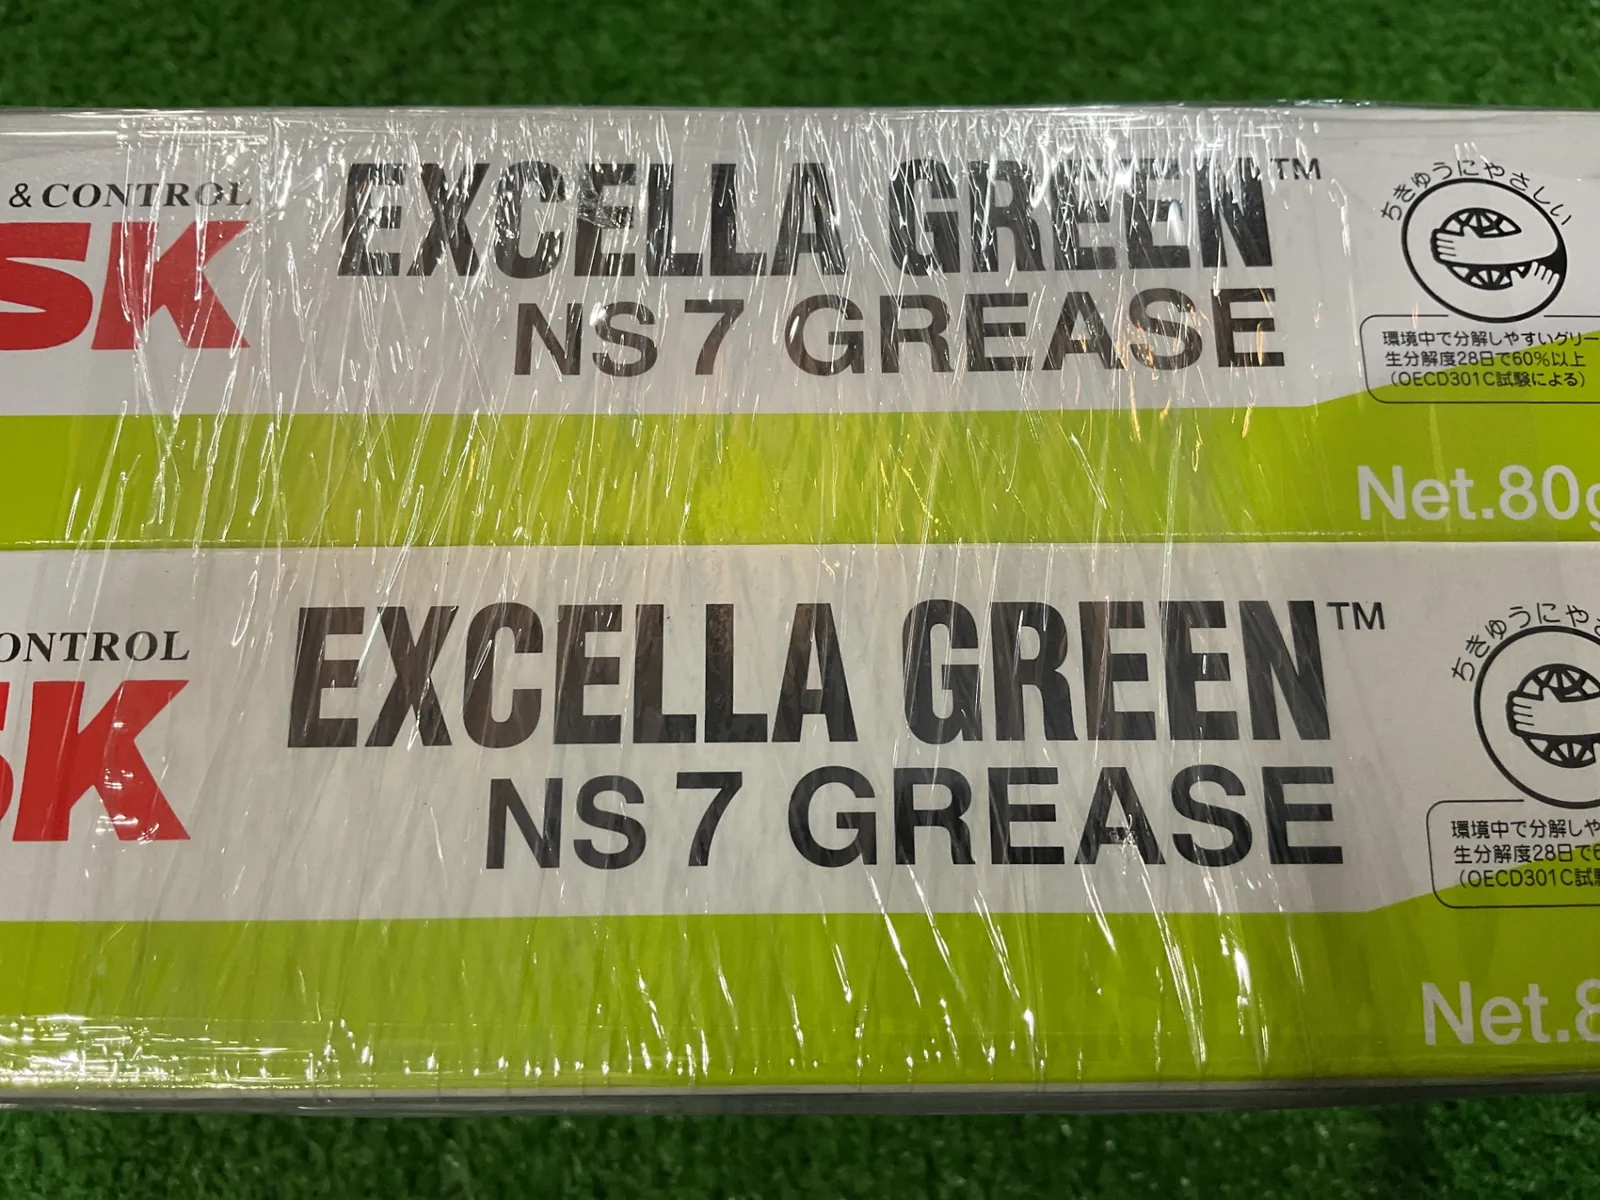 & CONTROL
SK
EXCELLA GREEN™
NS7 GREASE
ちきゅうにやさしい
環境中で分解しやすいグリー
生分解度28日で60%以上
(OECD301C試験による)
Net.80g
ONTROL
SK
EXCELLA GREEN™
NS7 GREASE
ちきゅうにやさ
環境中で分解しや
生分解度28日で6
(OECD301C試験
Net.8